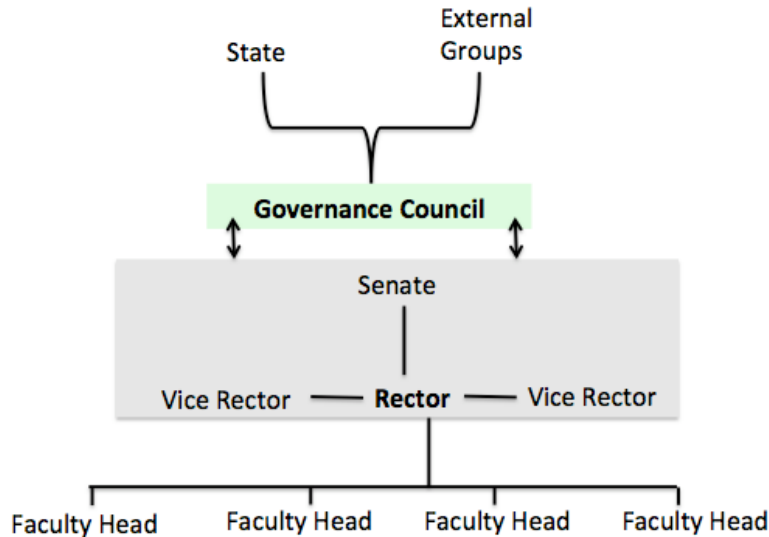 State
External
Groups
Governance Council
Senate
Vice Rector
Rector
Vice Rector
Faculty Head
Faculty Head
Faculty Head
Faculty Head